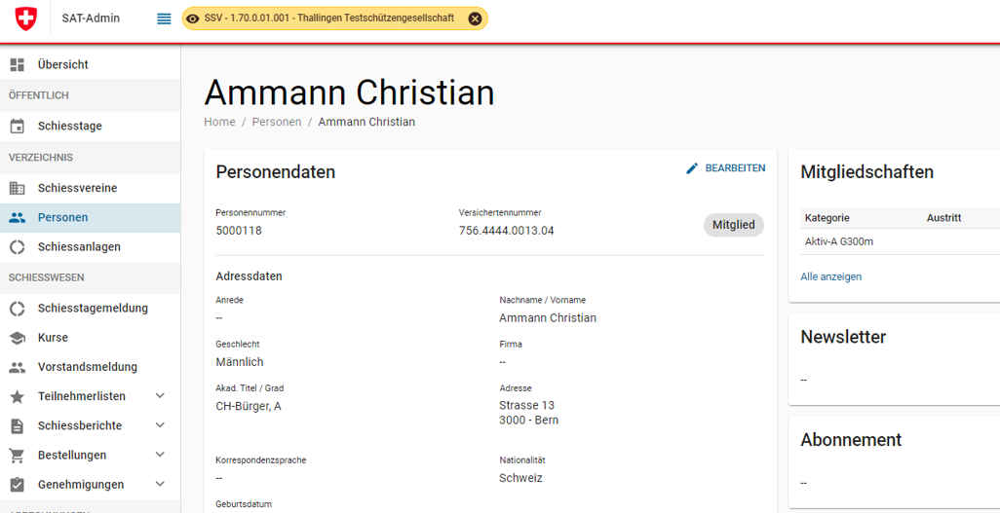 SAT-Admin
SSV - 1.70.0.01.001 - Thallingen Testschützengesellschaft
Übersicht
ÖFFENTLICH
Schiesstage
VERZEICHNIS
Schiessvereine
Personen
Schiessanlagen
SCHIESSWESEN
Schiesstagemeldung
Kurse
Vorstandsmeldung
Teilnehmerlisten
Schiessberichte
Bestellungen
Genehmigungen
Ammann Christian
Home / Personen / Ammann Christian
Personendaten
BEARBEITEN
Personennummer
5000118
Versichertennummer
756.4444.0013.04
Mitglied
Adressdaten
Anrede
--
Nachname / Vorname
Ammann Christian
Geschlecht
Männlich
Firma
--
Akad. Titel / Grad
CH-Bürger, A
Adresse
Strasse 13
3000 - Bern
Korrespondenzsprache
--
Nationalität
Schweiz
Geburtsdatum
Mitgliedschaften
Kategorie Austritt
Aktiv-A G300m
Alle anzeigen
Newsletter
--
Abonnement
--